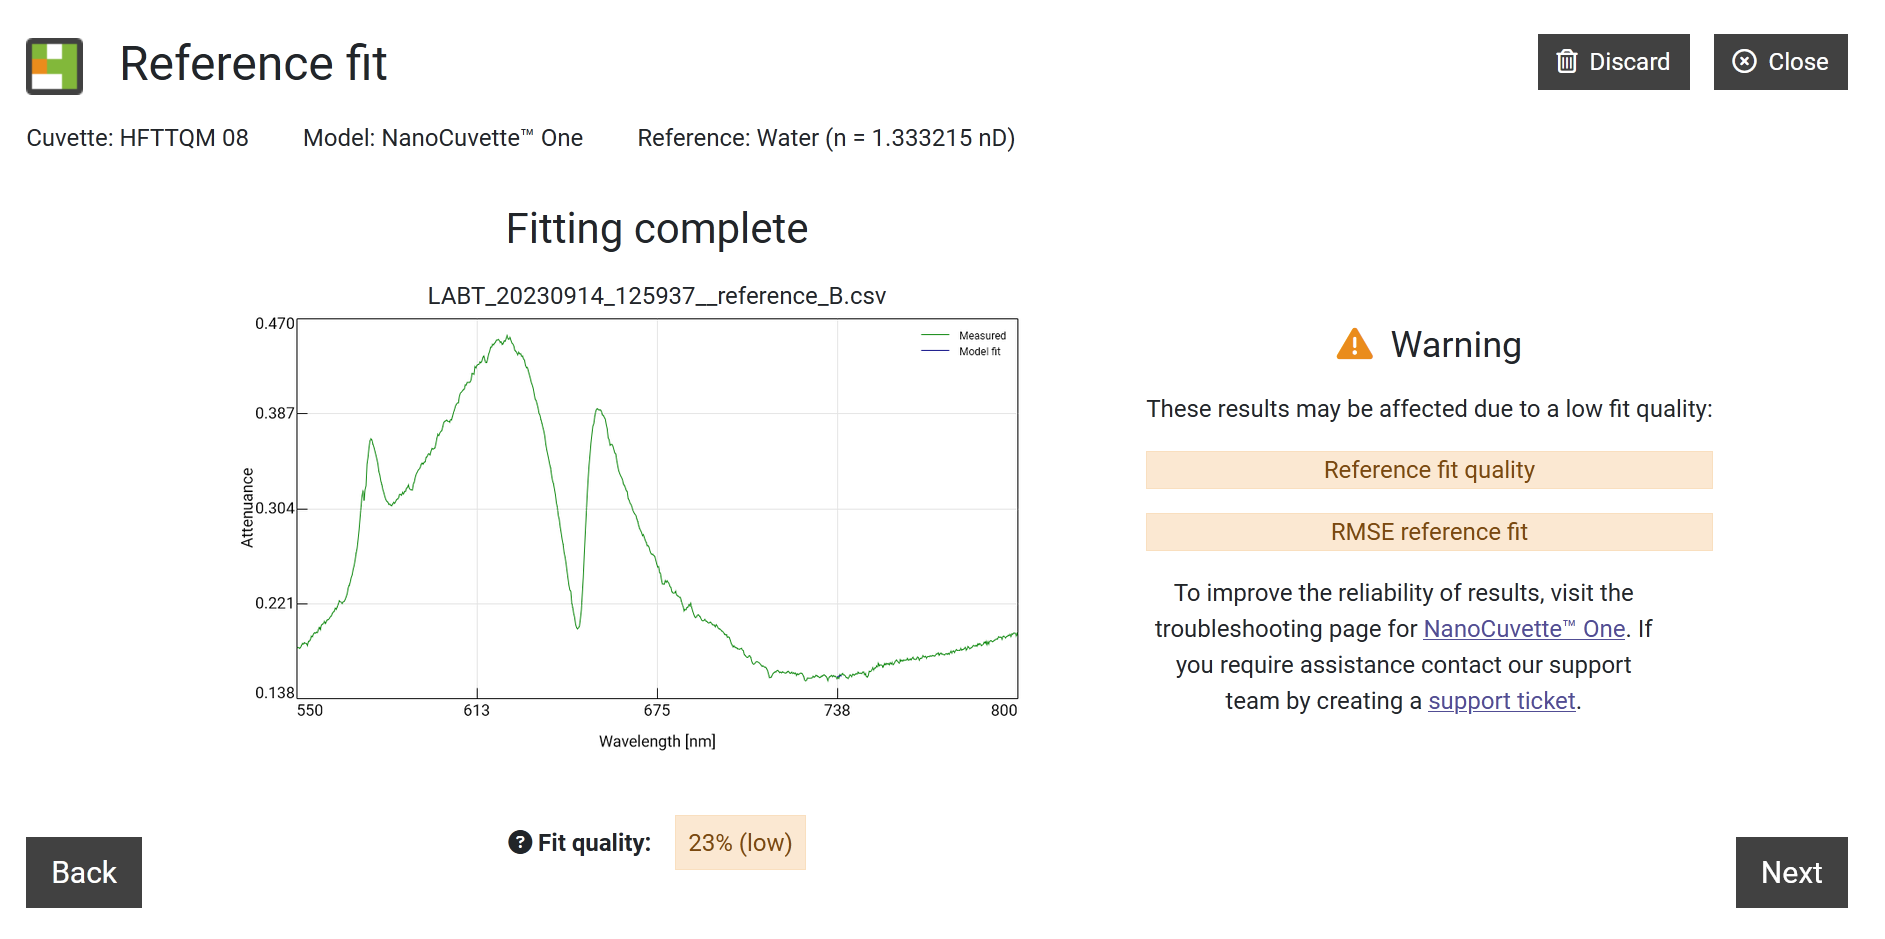 Reference fit
Discard
Close
Cuvette: HFTTQM 08
Model: NanoCuvette™ One
Reference: Water (n = 1.333215 nD)
Fitting complete
LABT_20230914_125937__reference_B.csv
0.470
0.387
0.304
0.221
0.138
Attenuance
Measured
Model fit
550
613
675
738
800
Wavelength [nm]
Warning
These results may be affected due to a low fit quality:
Reference fit quality
RMSE reference fit
To improve the reliability of results, visit the
troubleshooting page for NanoCuvette™ One. If
you require assistance contact our support
team by creating a support ticket.
? Fit quality:
23% (low)
Back
Next